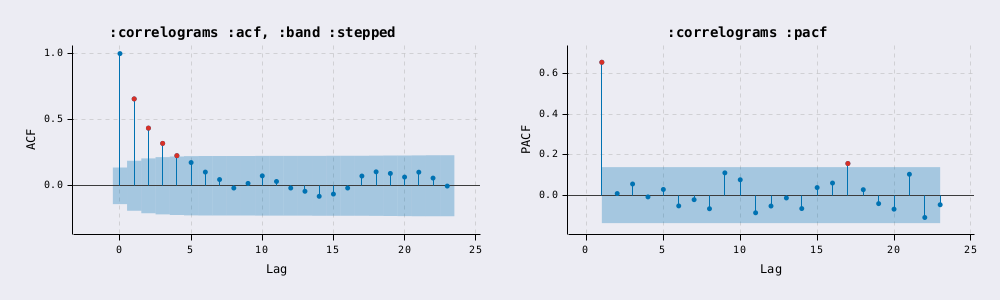 :correlograms :acf, :band :stepped
ACF
1.0
0.5
0.0
0 5 10 15 20 25
Lag
:correlograms :pacf
PACF
0.6
0.4
0.2
0.0
0 5 10 15 20 25
Lag